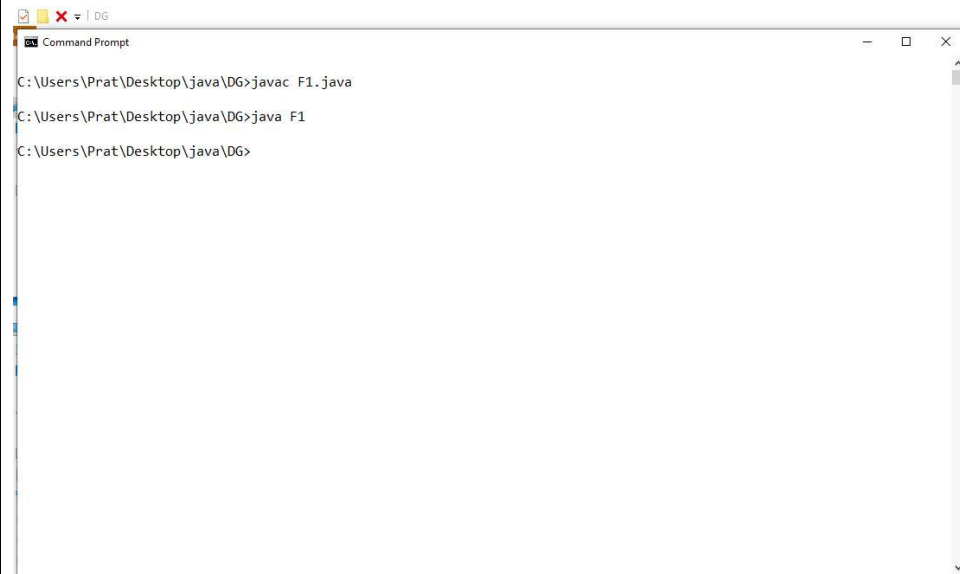 DG
Command Prompt
C:\Users\Prat\Desktop\java\DG>javac F1.java
C:\Users\Prat\Desktop\java\DG>java F1
C:\Users\Prat\Desktop\java\DG>